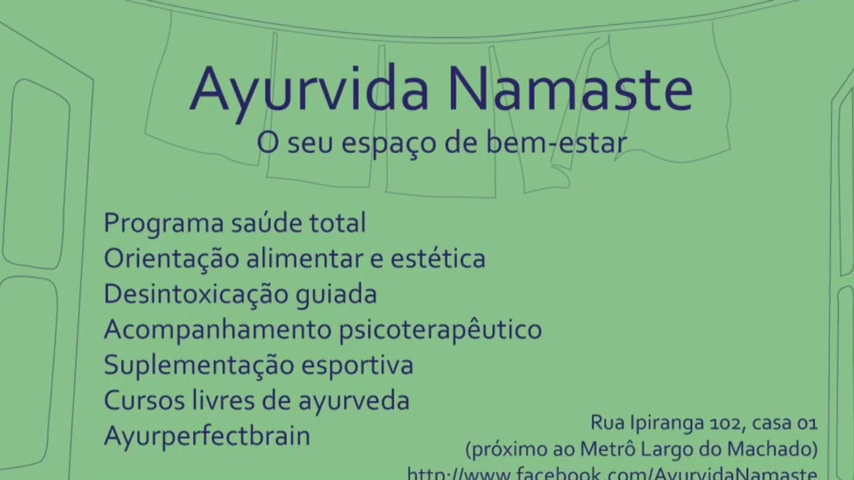 Ayurvida Namaste
O seu espaço de bem-estar
Programa saúde total
Orientação alimentar e estética
Desintoxicação guiada
Acompanhamento psicoterapêutico
Suplementação esportiva
Cursos livres de ayurveda
Ayurperfectbrain
Rua Ipiranga 102, casa 01
(próximo ao Metrô Largo do Machado)
http://www.facebook.com/AyurvidaNamaste